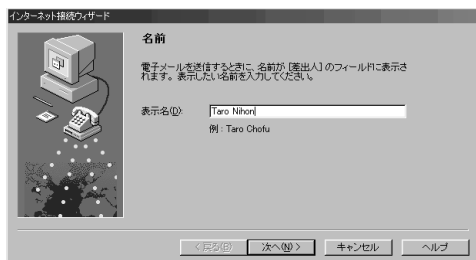 インターネット接続ウィザード
名前
電子メールを送信するときに、名前が [差出人] のフィールドに表示さ
れます。表示したい名前を入力してください。
表示名(D):
Taro Nihon
例 : Taro Chofu
< 戻る(B)
次へ(N) >
キャンセル
ヘルプ